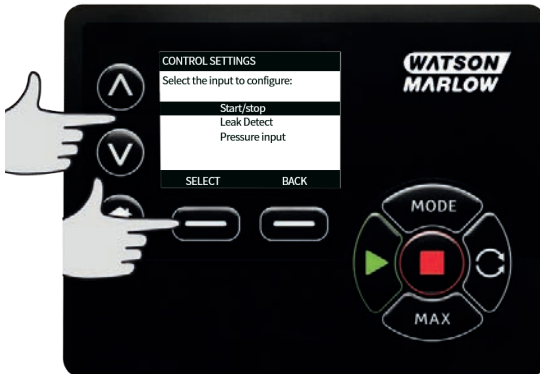 CONTROL SETTINGS
Select the input to configure:
Start/stop
Leak Detect
Pressure input
SELECT BACK
WATSON
MARLOW
MODE
MAX